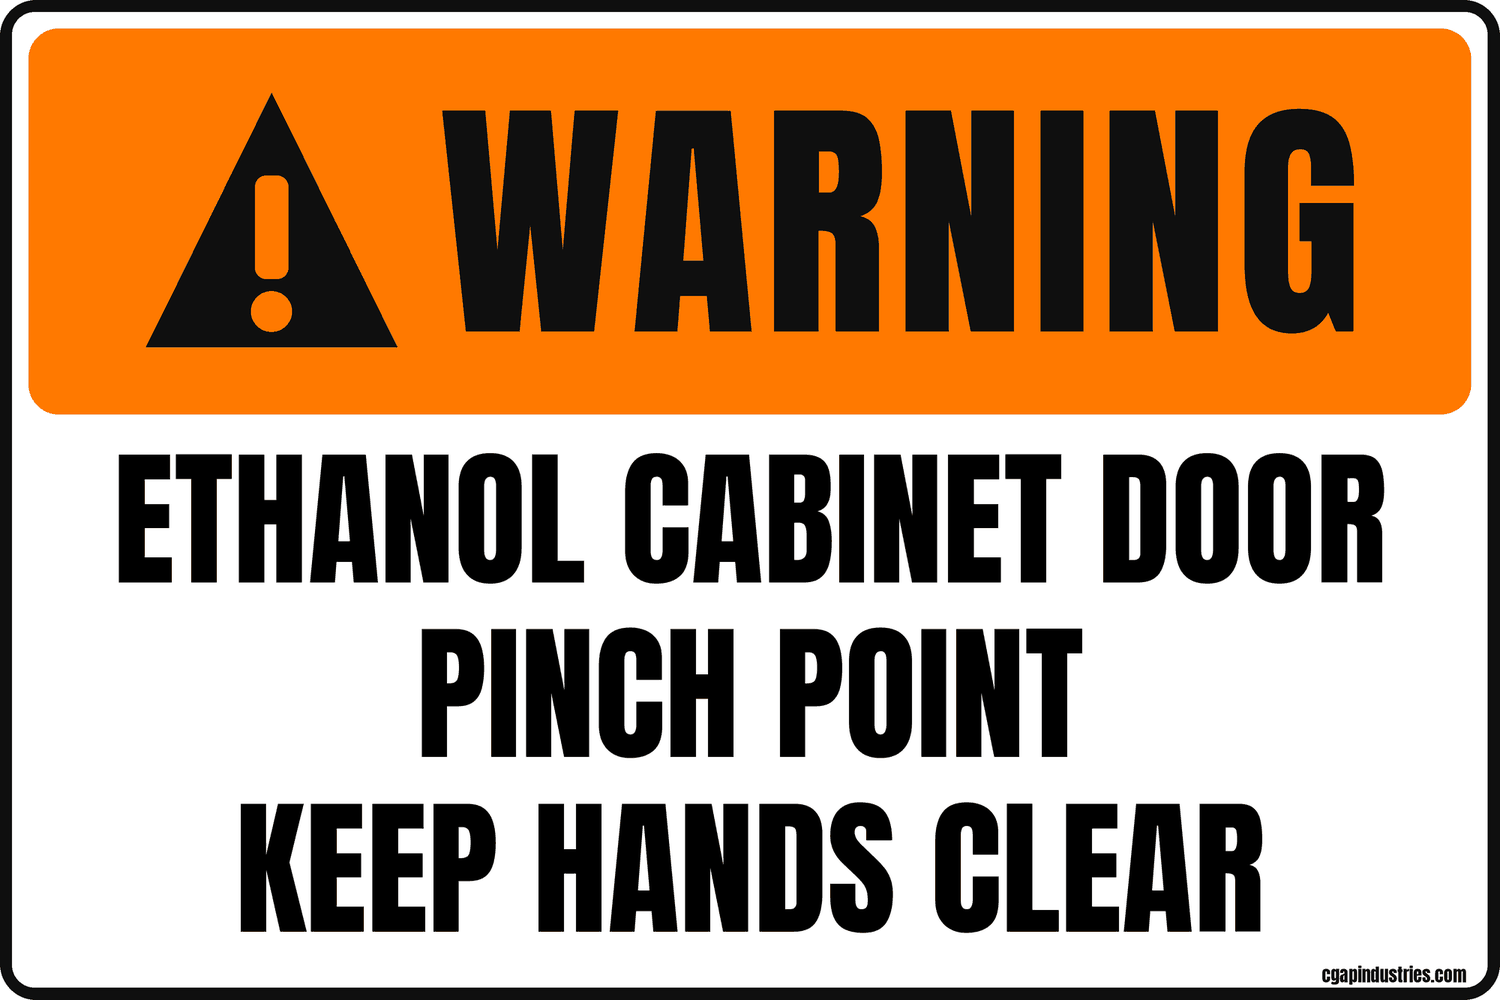 WARNING
ETHANOL CABINET DOOR
PINCH POINT
KEEP HANDS CLEAR
cgapindustries.com